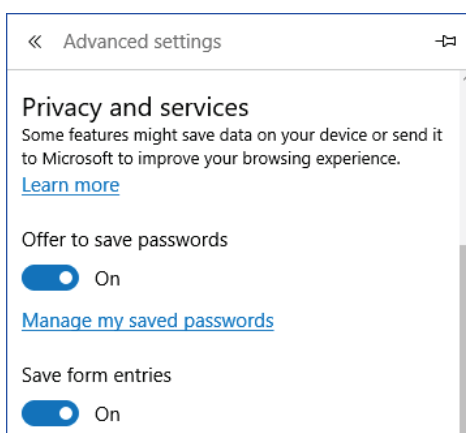 « Advanced settings
Privacy and services
Some features might save data on your device or send it
to Microsoft to improve your browsing experience.
Learn more
Offer to save passwords
On
Manage my saved passwords
Save form entries
On